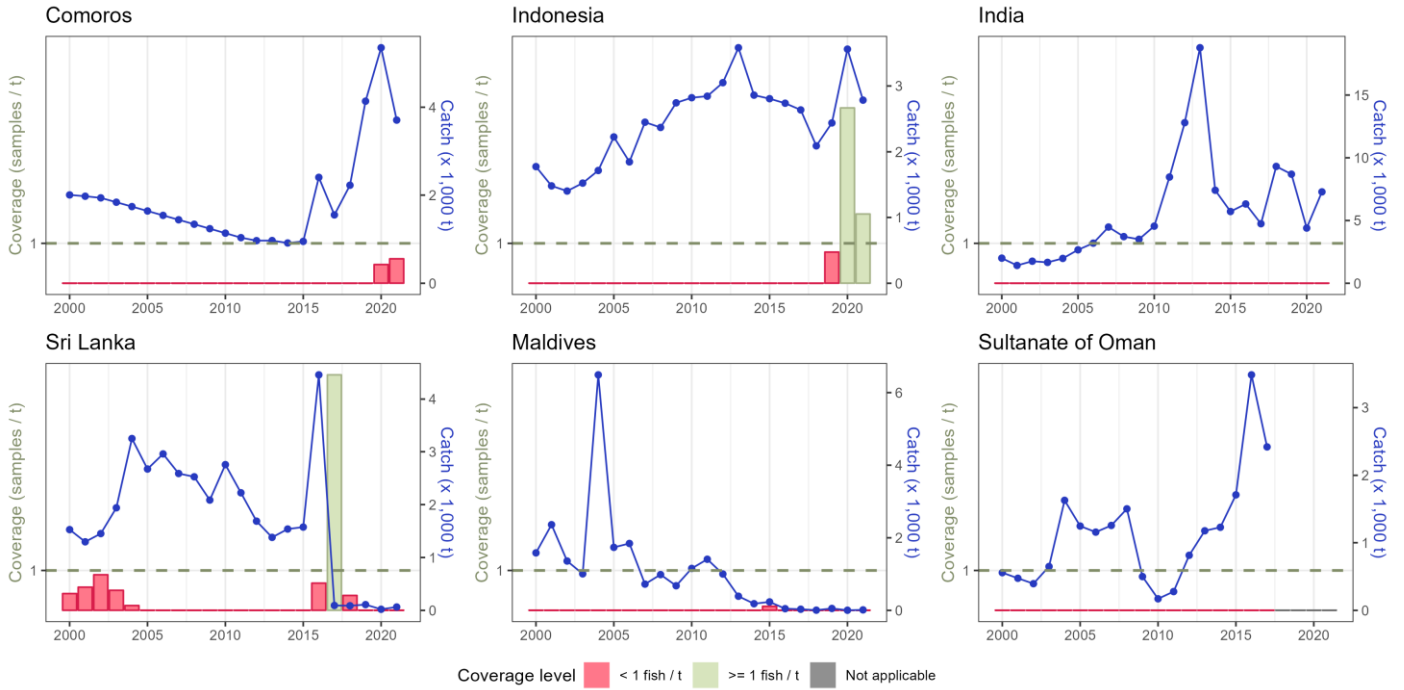 Comoros
Indonesia
India
Coverage (samples / t)
1
4
2
0
Catch (x 1,000 t)
2000 2005 2010 2015 2020
Coverage (samples / t)
1
3
2
1
0
Catch (x 1,000 t)
2000 2005 2010 2015 2020
Coverage (samples / t)
1
15
10
5
0
Catch (x 1,000 t)
2000 2005 2010 2015 2020
Sri Lanka
Maldives
Sultanate of Oman
Coverage (samples / t)
1
4
3
2
1
0
Catch (x 1,000 t)
2000 2005 2010 2015 2020
Coverage (samples / t)
1
6
4
2
0
Catch (x 1,000 t)
2000 2005 2010 2015 2020
Coverage (samples / t)
1
3
2
1
0
Catch (x 1,000 t)
2000 2005 2010 2015 2020
Coverage level < 1 fish / t >= 1 fish / t Not applicable